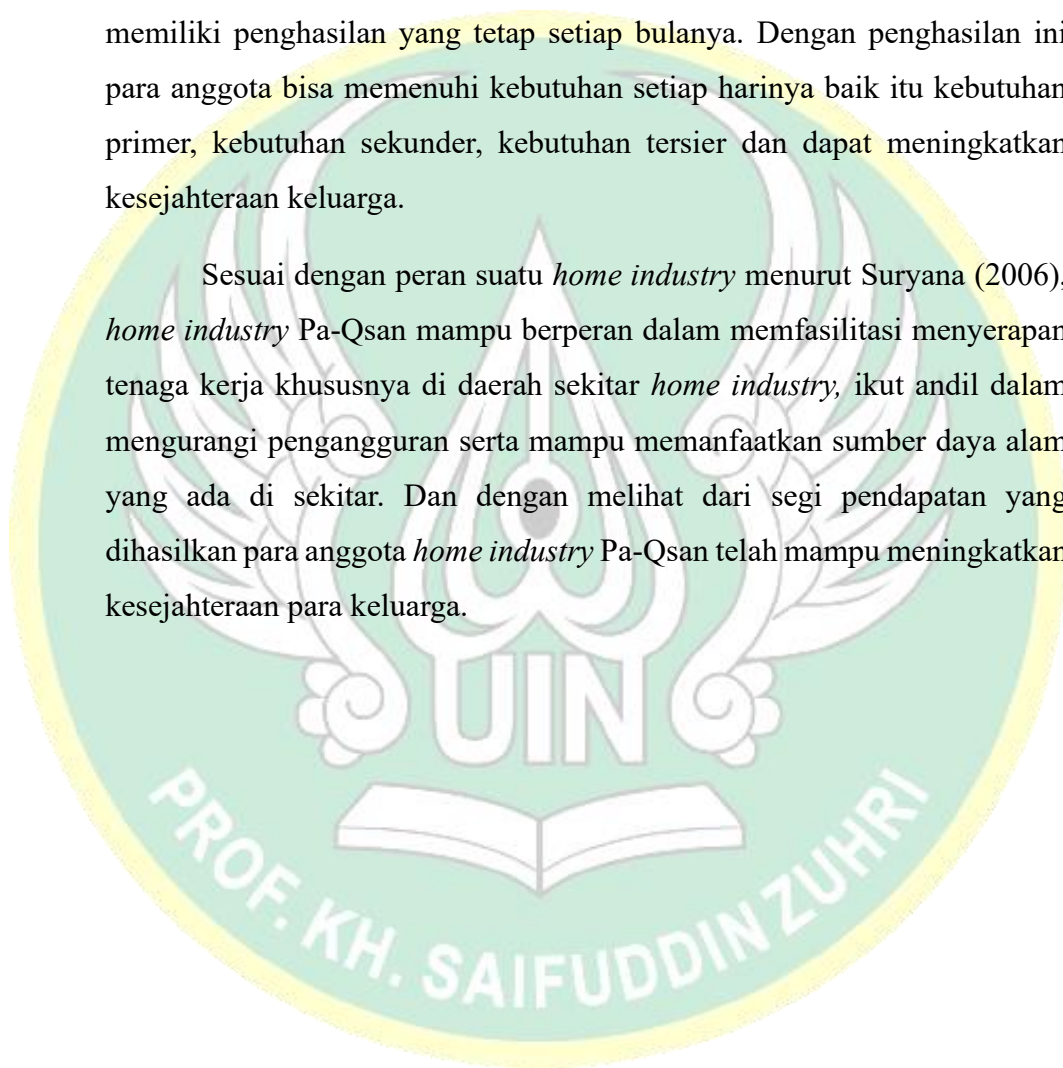 memiliki penghasilan yang tetap setiap bulanya. Dengan penghasilan ini
para anggota bisa memenuhi kebutuhan setiap harinya baik itu kebutuhan
primer, kebutuhan sekunder, kebutuhan tersier dan dapat meningkatkan
kesejahteraan keluarga.
Sesuai dengan peran suatu home industry menurut Suryana (2006),
home industry Pa-Qsan mampu berperan dalam memfasilitasi menyerapan
tenaga kerja khususnya di daerah sekitar home industry, ikut andil dalam
mengurangi pengangguran serta mampu memanfaatkan sumber daya alam
yang ada di sekitar. Dan dengan melihat dari segi pendapatan yang
dihasilkan para anggota home industry Pa-Qsan telah mampu meningkatkan
kesejahteraan para keluarga.
UIN
PROF. KH. SAIFUDDIN ZUHRI